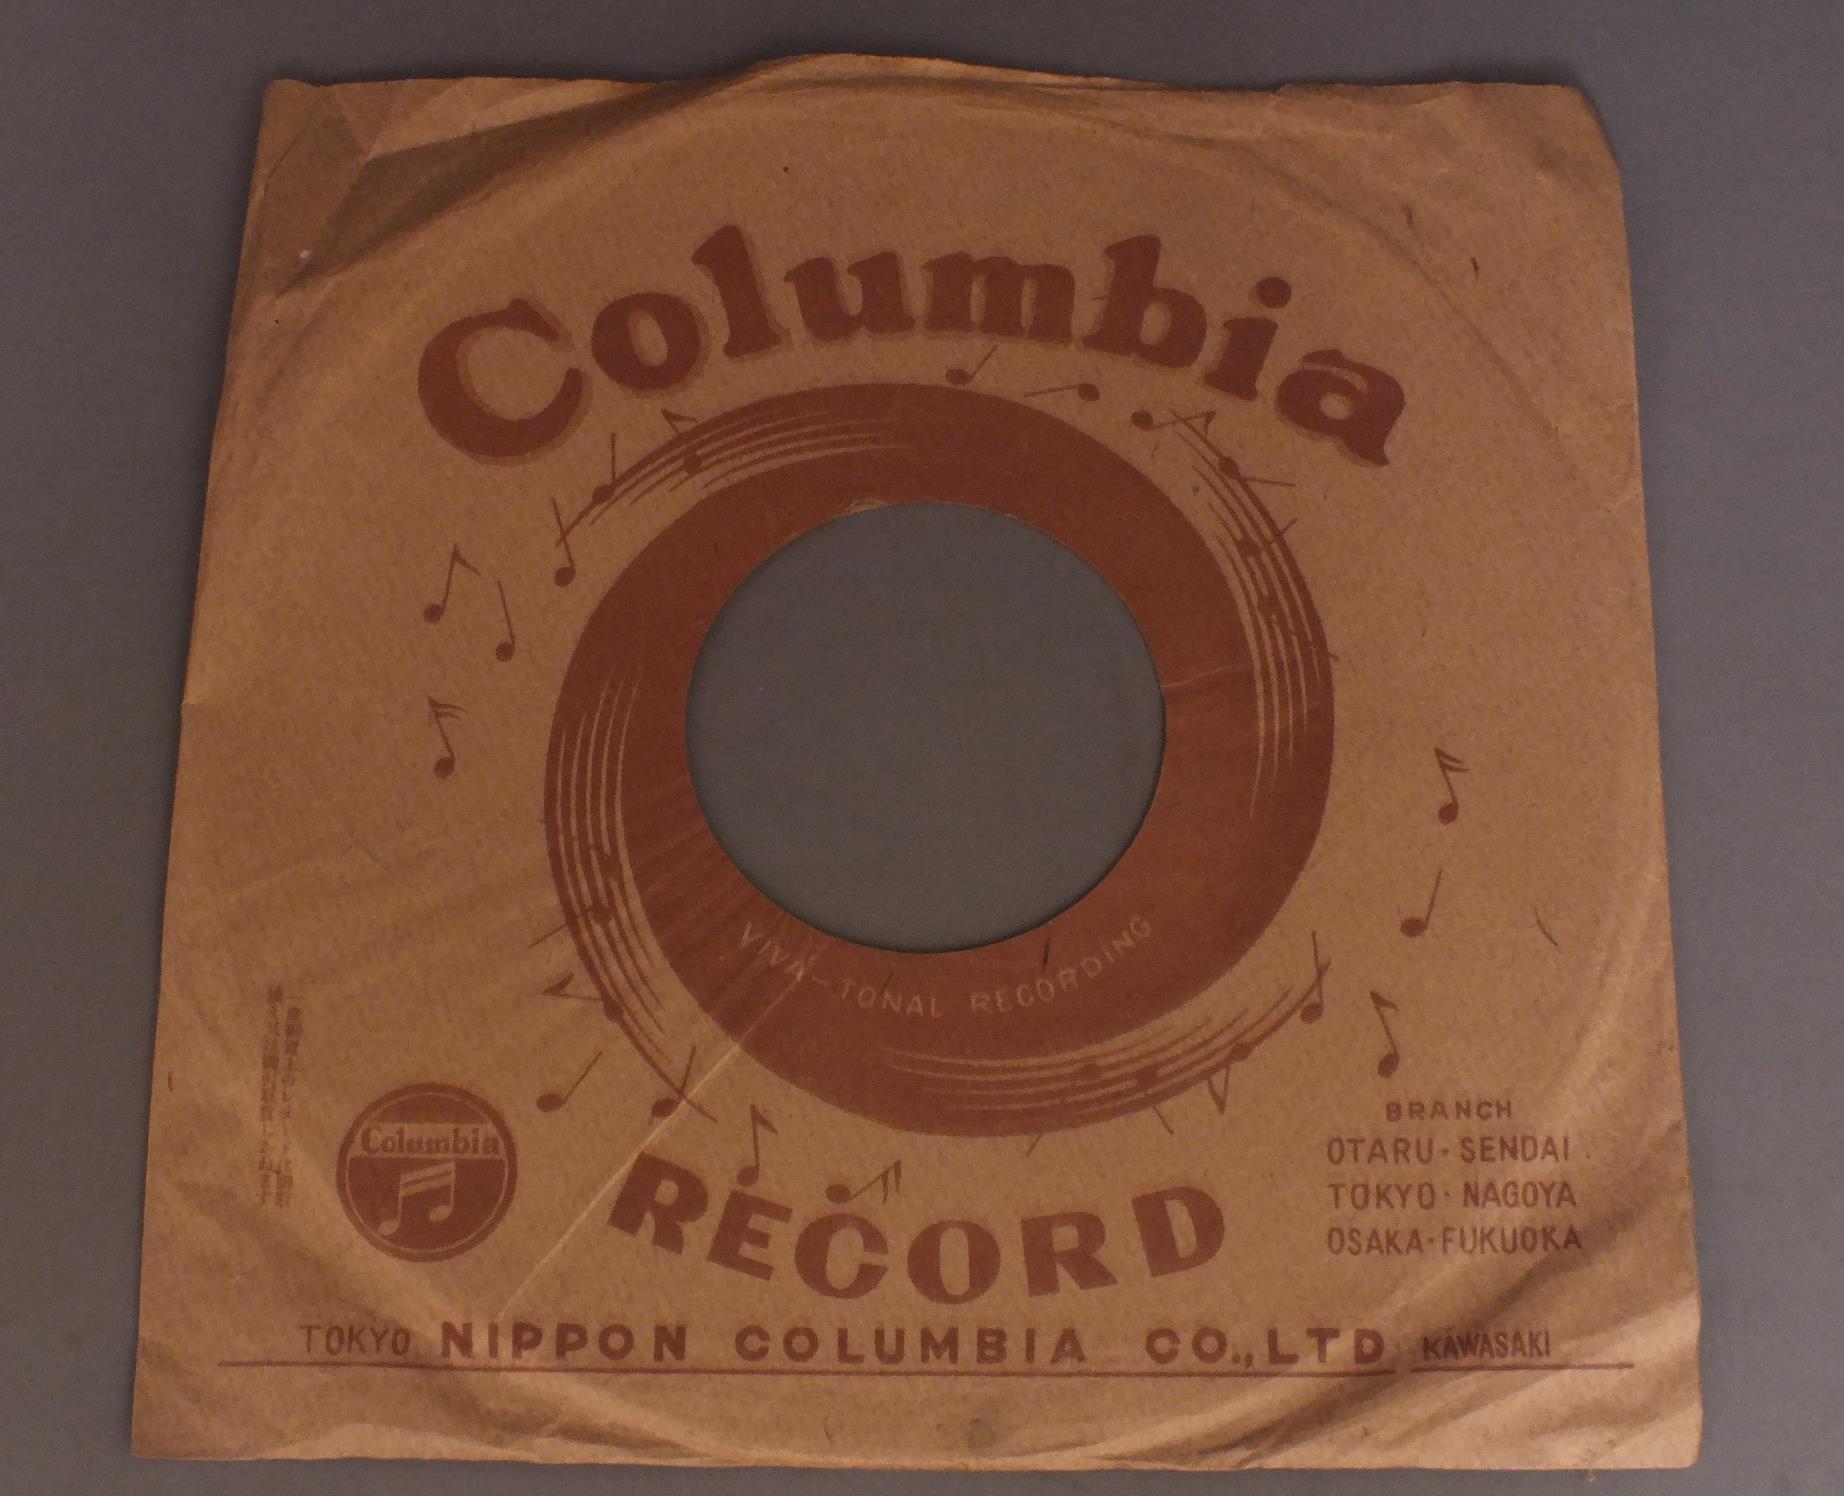 Columbia
VIVA-TONAL RECORDING
Columbia
RECORD
BRANCH
OTARU · SENDAI
TOKYO · NAGOYA
OSAKA · FUKUOKA
TOKYO NIPPON COLUMBIA CO., LTD KAWASAKI